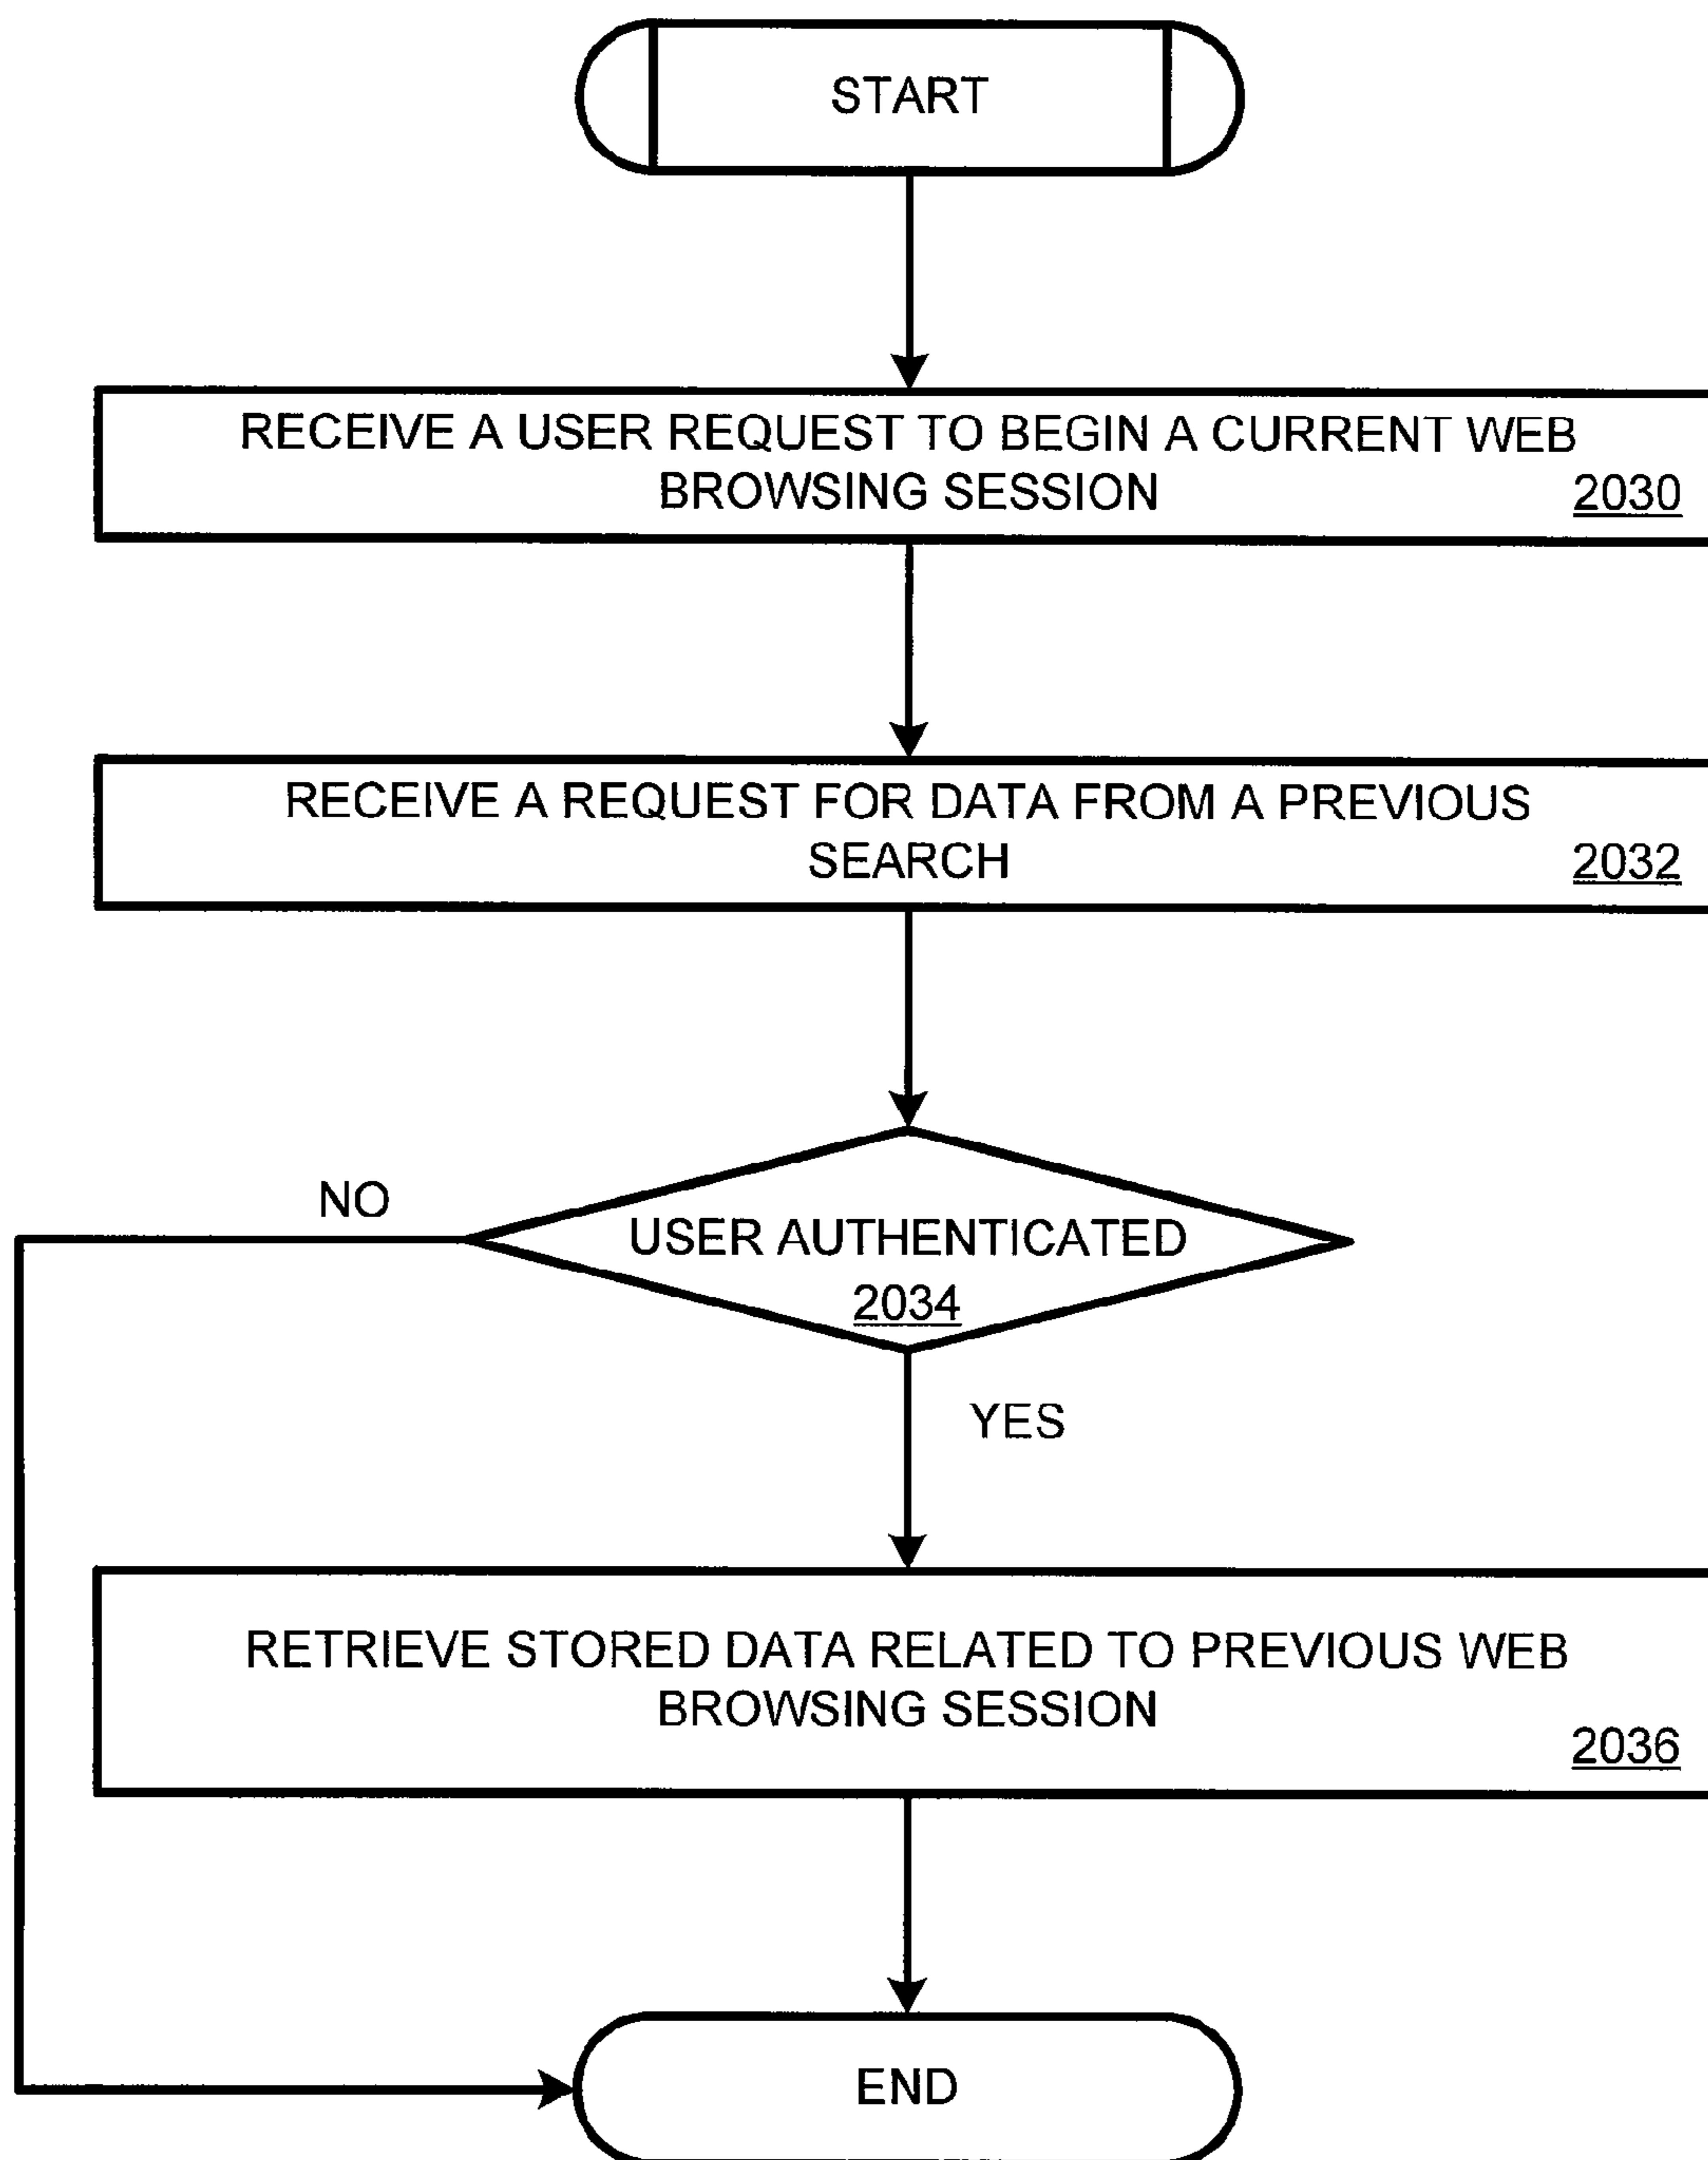 START
RECEIVE A USER REQUEST TO BEGIN A CURRENT WEB
BROWSING SESSION
2030
RECEIVE A REQUEST FOR DATA FROM A PREVIOUS
SEARCH
2032
NO
USER AUTHENTICATED
2034
YES
RETRIEVE STORED DATA RELATED TO PREVIOUS WEB
BROWSING SESSION
2036
END